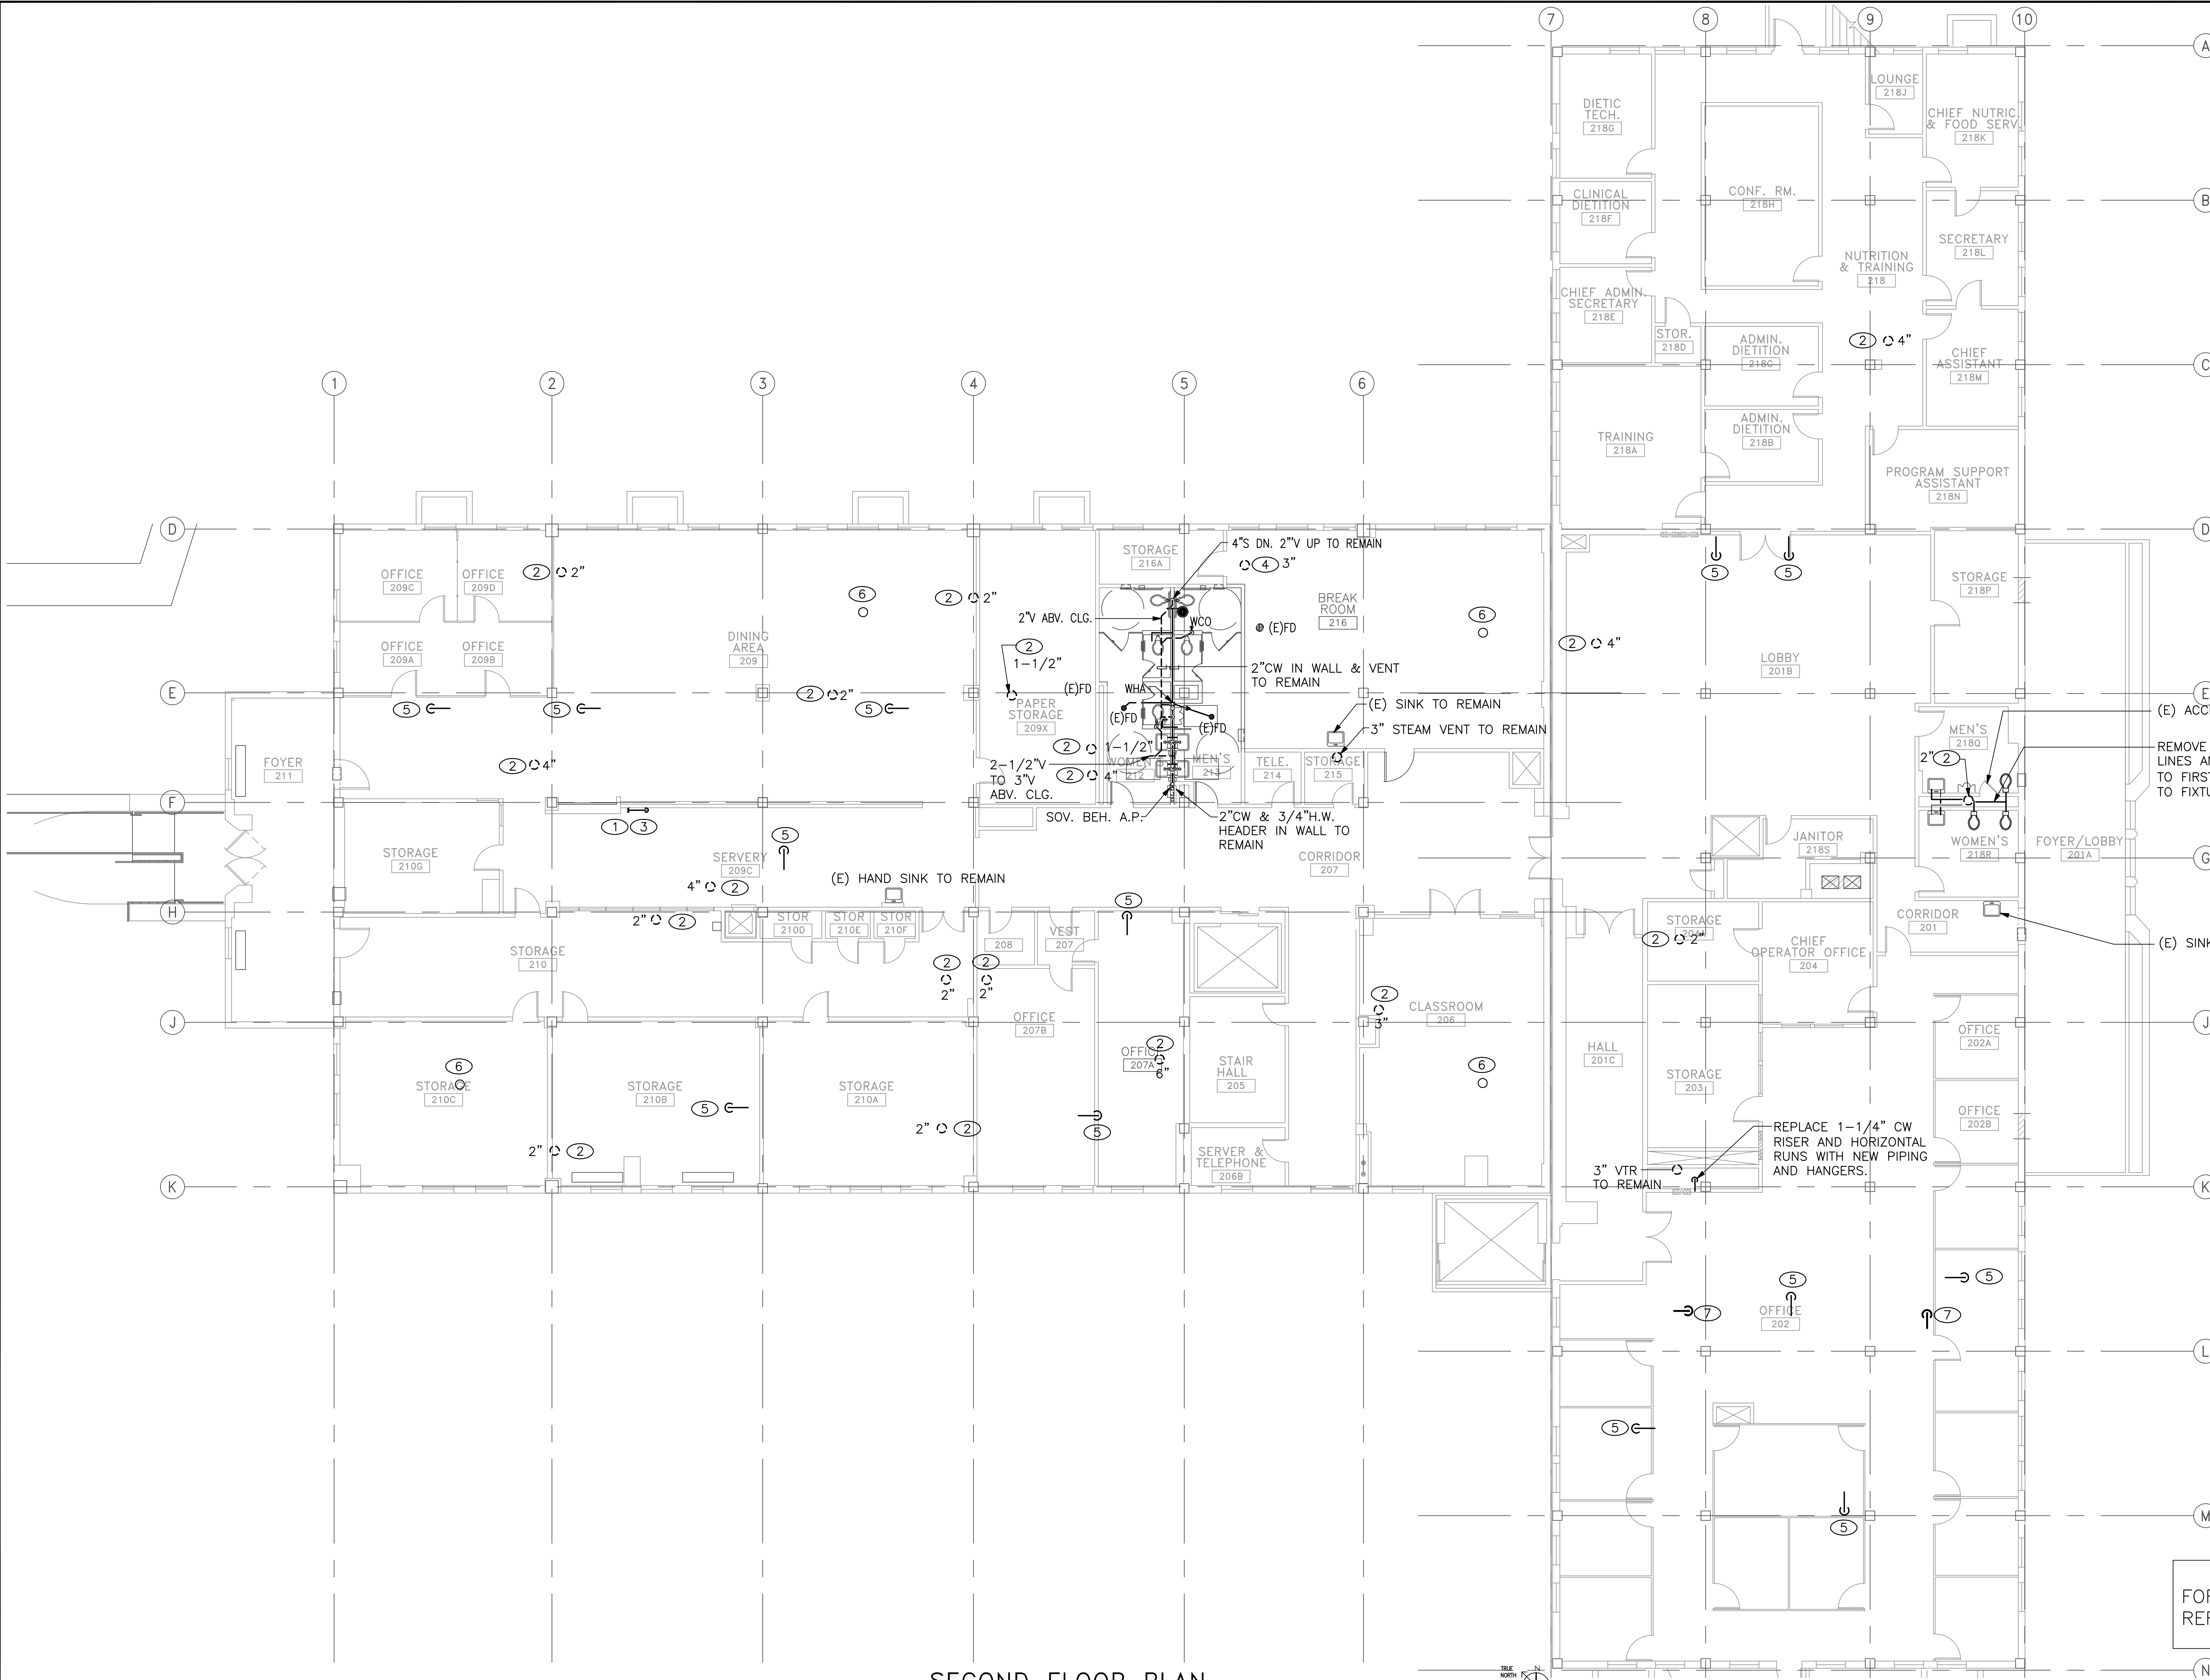 7
8
9
10
A
B
C
D
E
F
G
H
J
K
L
M
N
1
2
3
4
5
6
D
E
F
H
J
K
LOUNGE
218J
DIETIC
TECH.
218G
CHIEF NUTRIC.
& FOOD SERV.
218K
CLINICAL
DIETITION
218F
CONF. RM.
218H
SECRETARY
218L
NUTRITION
& TRAINING
218
CHIEF ADMIN.
SECRETARY
218E
STOR.
218D
ADMIN.
DIETITION
218C
2
4"
CHIEF
ASSISTANT
218M
ADMIN.
DIETITION
218B
TRAINING
218A
PROGRAM SUPPORT
ASSISTANT
218N
5
5
STORAGE
218P
LOBBY
201B
2
4"
OFFICE
209C
OFFICE
209D
2
2"
OFFICE
209A
OFFICE
209B
5
5
6
2
2"
DINING
AREA
209
2
2"
5
FOYER
211
2
4"
STORAGE
216A
4"S DN. 2"V UP TO REMAIN
4
3"
2"V ABV. CLG.
WCO
(E)FD
BREAK
ROOM
216
6
2
1-1/2"
2"CW IN WALL & VENT
TO REMAIN
(E)FD
WHA
(E)FD
(E)FD
PAPER
STORAGE
209X
(E) SINK TO REMAIN
3" STEAM VENT TO REMAIN
2
1-1/2"
2-1/2"V
TO 3"V
ABV. CLG.
2
4"
WOMEN'S
212
MEN'S
213
TELE.
214
STORAGE
215
SOV. BEH. A.P.
2"CW & 3/4"H.W.
HEADER IN WALL TO
REMAIN
CORRIDOR
207
1
3
STORAGE
210G
SERVERY
209C
5
4"
2
(E) HAND SINK TO REMAIN
2"
2
STOR
210D
STOR
210E
STOR
210F
208
VEST
207
5
STORAGE
210
2
2"
2
2"
OFFICE
207B
OFFICE
207A
2
6"
2
3"
CLASSROOM
206
6
6
STORAGE
210C
STORAGE
210B
5
STORAGE
210A
2"
2
5
2"
2
STAIR
HALL
205
SERVER &
TELEPHONE
206B
(E) ACC
MEN'S
218Q
2"
2
REMOVE
LINES A
TO FIRS
TO FIXT
WOMEN'S
218R
FOYER/LOBBY
201A
JANITOR
218S
STORAGE
2
2"
CHIEF
OPERATOR OFFICE
204
CORRIDOR
201
(E) SIN
HALL
201C
STORAGE
203
OFFICE
202A
OFFICE
202B
REPLACE 1-1/4" CW
RISER AND HORIZONTAL
RUNS WITH NEW PIPING
AND HANGERS.
3" VTR
TO REMAIN
5
5
7
OFFICE
202
7
5
5
FOR
REF
SECOND FLOOR PLAN
TRUE
NORTH
N